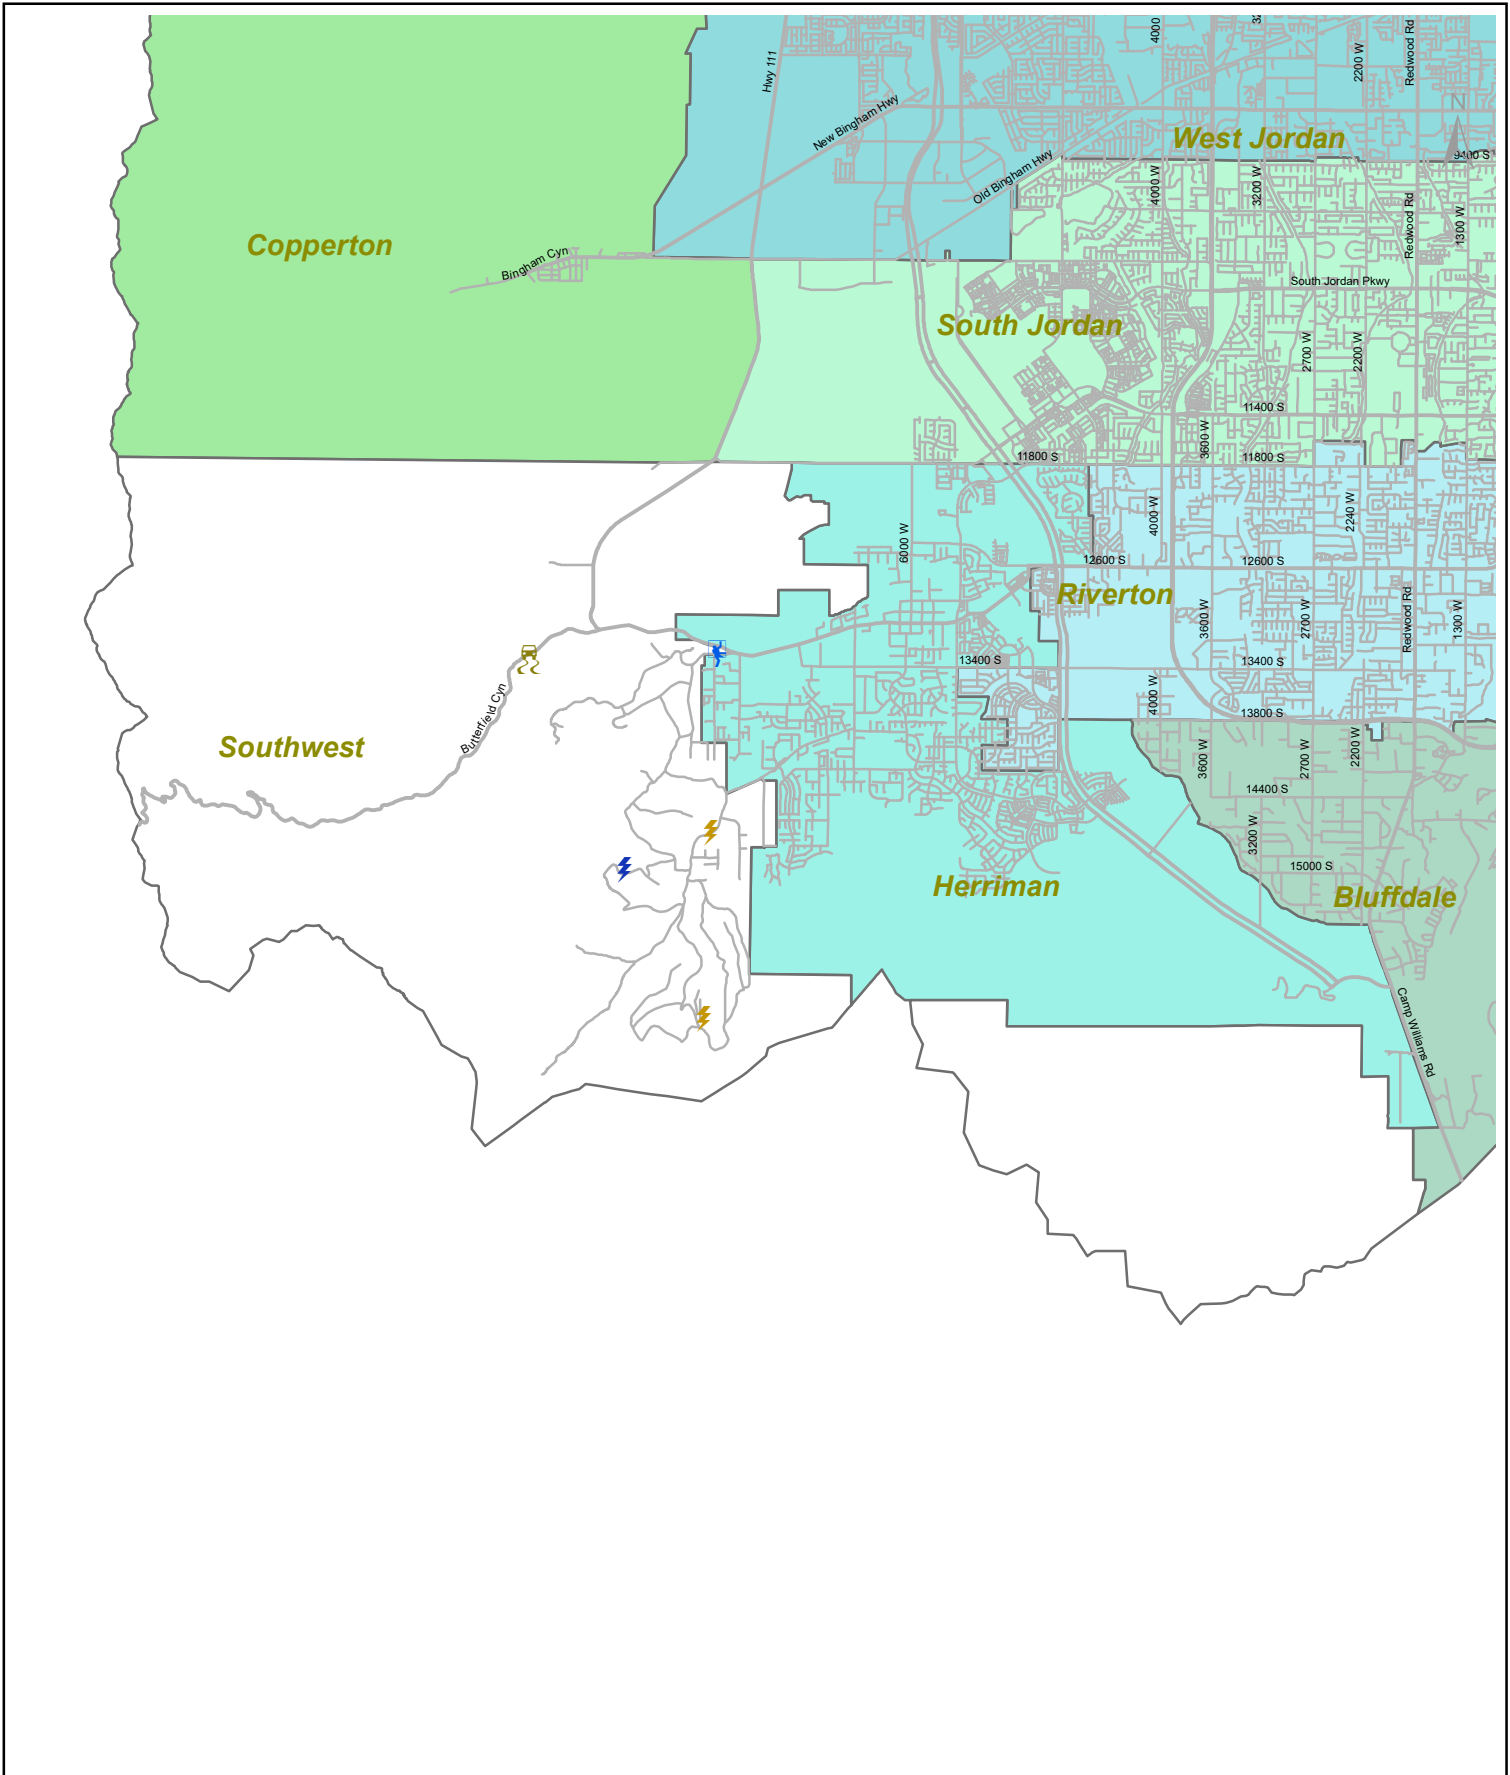 4000
32
2200 W
Redwood Rd
Hwy 111
New Bingham Hwy
N
West Jordan
9400 S
Old Bingham Hwy
4000 W
3200 W
Redwood Rd
1300 W
Copperton
Bingham Cyn
South Jordan Pkwy
South Jordan
2700 W
2200 W
11400 S
3600 W
11800 S
11800 S
6000 W
4000 W
2240 W
12600 S
12600 S
Riverton
3600 W
2700 W
Redwood Rd
1300 W
13400 S
13400 S
4000 W
13800 S
Butterfield Cyn
Southwest
3600 W
2700 W
2200 W
14400 S
3200 W
15000 S
Herriman
Bluffdale
Camp Williams Rd